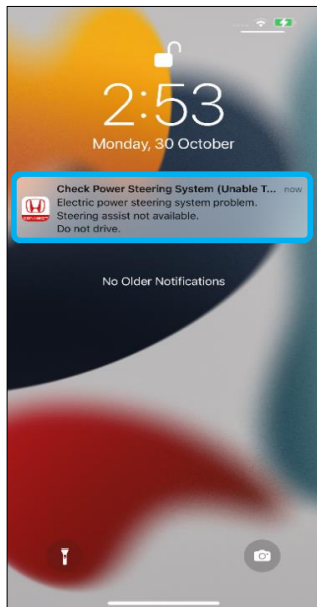 2:53
Monday, 30 October
Check Power Steering System (Unable T... now
Electric power steering system problem.
Steering assist not available.
Do not drive.
No Older Notifications